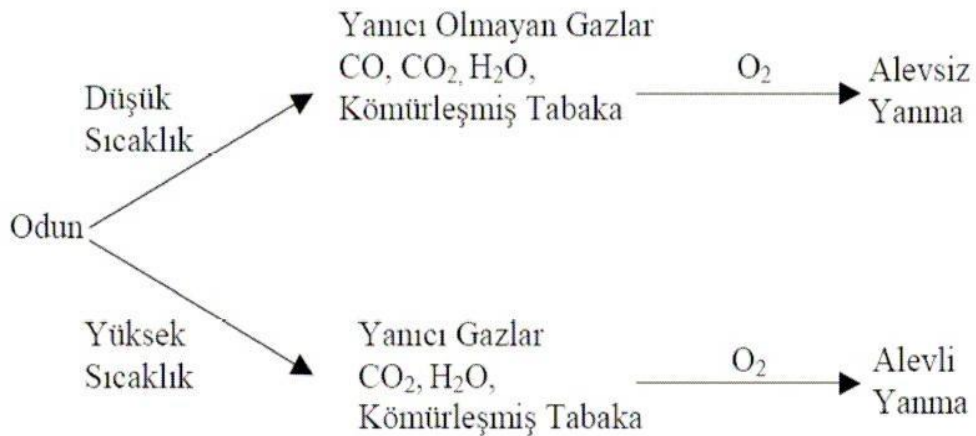 Yanıcı Olmayan Gazlar
CO, CO₂, H₂O,
Kömürleşmiş Tabaka
O₂
Alevsiz
Yanma
Düşük
Sıcaklık
Odun
Yüksek
Sıcaklık
Yanıcı Gazlar
CO₂, H₂O,
Kömürleşmiş Tabaka
O₂
Alevli
Yanma